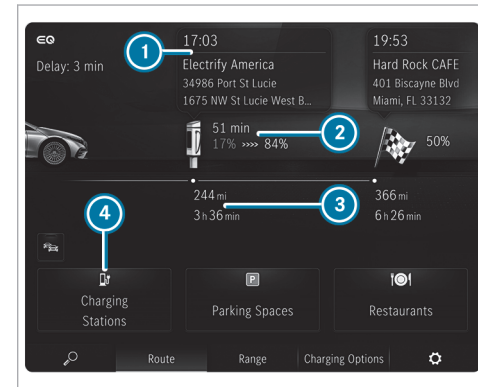 EQ
Delay: 3 min
17:03
Electrify America
34986 Port St Lucie
1675 NW St Lucie West B...
19:53
Hard Rock CAFE
401 Biscayne Blvd
Miami, FL 33132
1
51 min
17% »»» 84%
2
50%
244 mi
3 h 36 min
3
366 mi
6 h 26 min
4
Charging
Stations
P
Parking Spaces
Restaurants
Route
Range
Charging Options